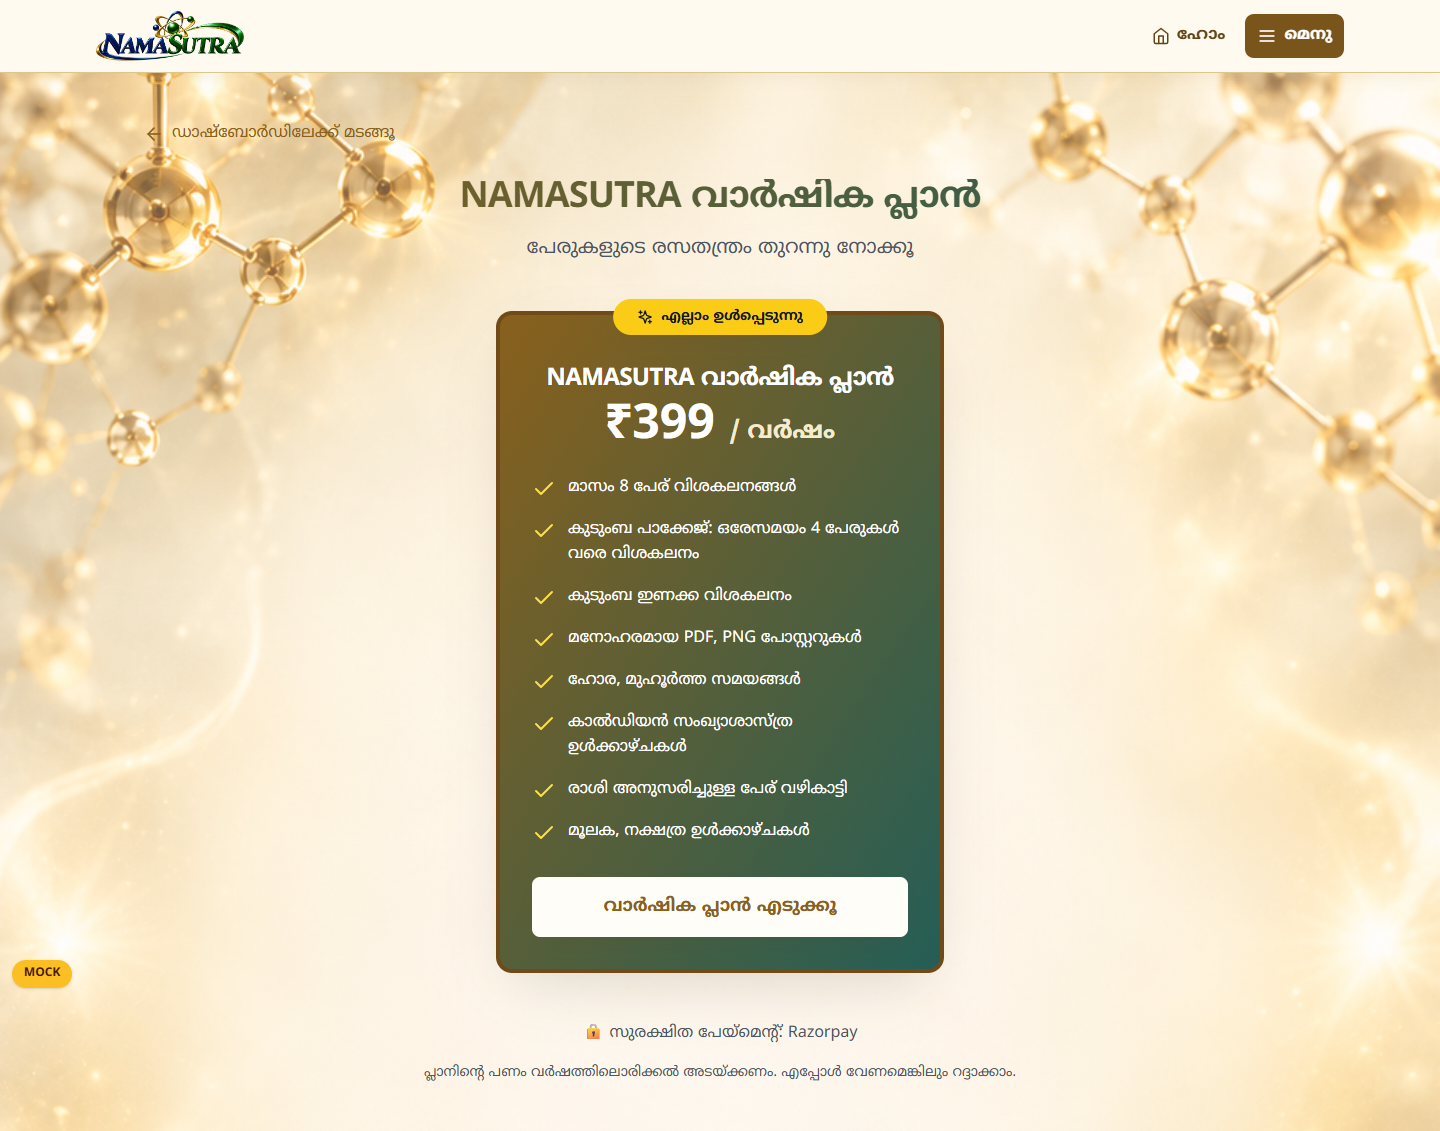 NAMASUTRA
ഹോം
മെനു
ഡാഷ്ബോർഡിലേക്ക് മടങ്ങൂ
NAMASUTRA വാർഷിക പ്ലാൻ
പേരുകളുടെ രസതന്ത്രം തുറന്നു നോക്കൂ
എല്ലാം ഉൾപ്പെടുന്നു
NAMASUTRA വാർഷിക പ്ലാൻ
₹399 / വർഷം
മാസം 8 പേര് വിശകലനങ്ങൾ
കുടുംബ പാക്കേജ്: ഒരേസമയം 4 പേരുകൾ
വരെ വിശകലനം
കുടുംബ ഇണക്ക വിശകലനം
മനോഹരമായ PDF, PNG പോസ്റ്ററുകൾ
ഹോര, മുഹൂർത്ത സമയങ്ങൾ
കാൽഡിയൻ സംഖ്യാശാസ്ത്ര
ഉൾക്കാഴ്ചകൾ
രാശി അനുസരിച്ചുള്ള പേര് വഴികാട്ടി
മൂലക, നക്ഷത്ര ഉൾക്കാഴ്ചകൾ
വാർഷിക പ്ലാൻ എടുക്കൂ
MOCK
സുരക്ഷിത പേയ്മെന്റ്: Razorpay
പ്ലാനിന്റെ പണം വർഷത്തിലൊരിക്കൽ അടയ്ക്കണം. എപ്പോൾ വേണമെങ്കിലും റദ്ദാക്കാം.